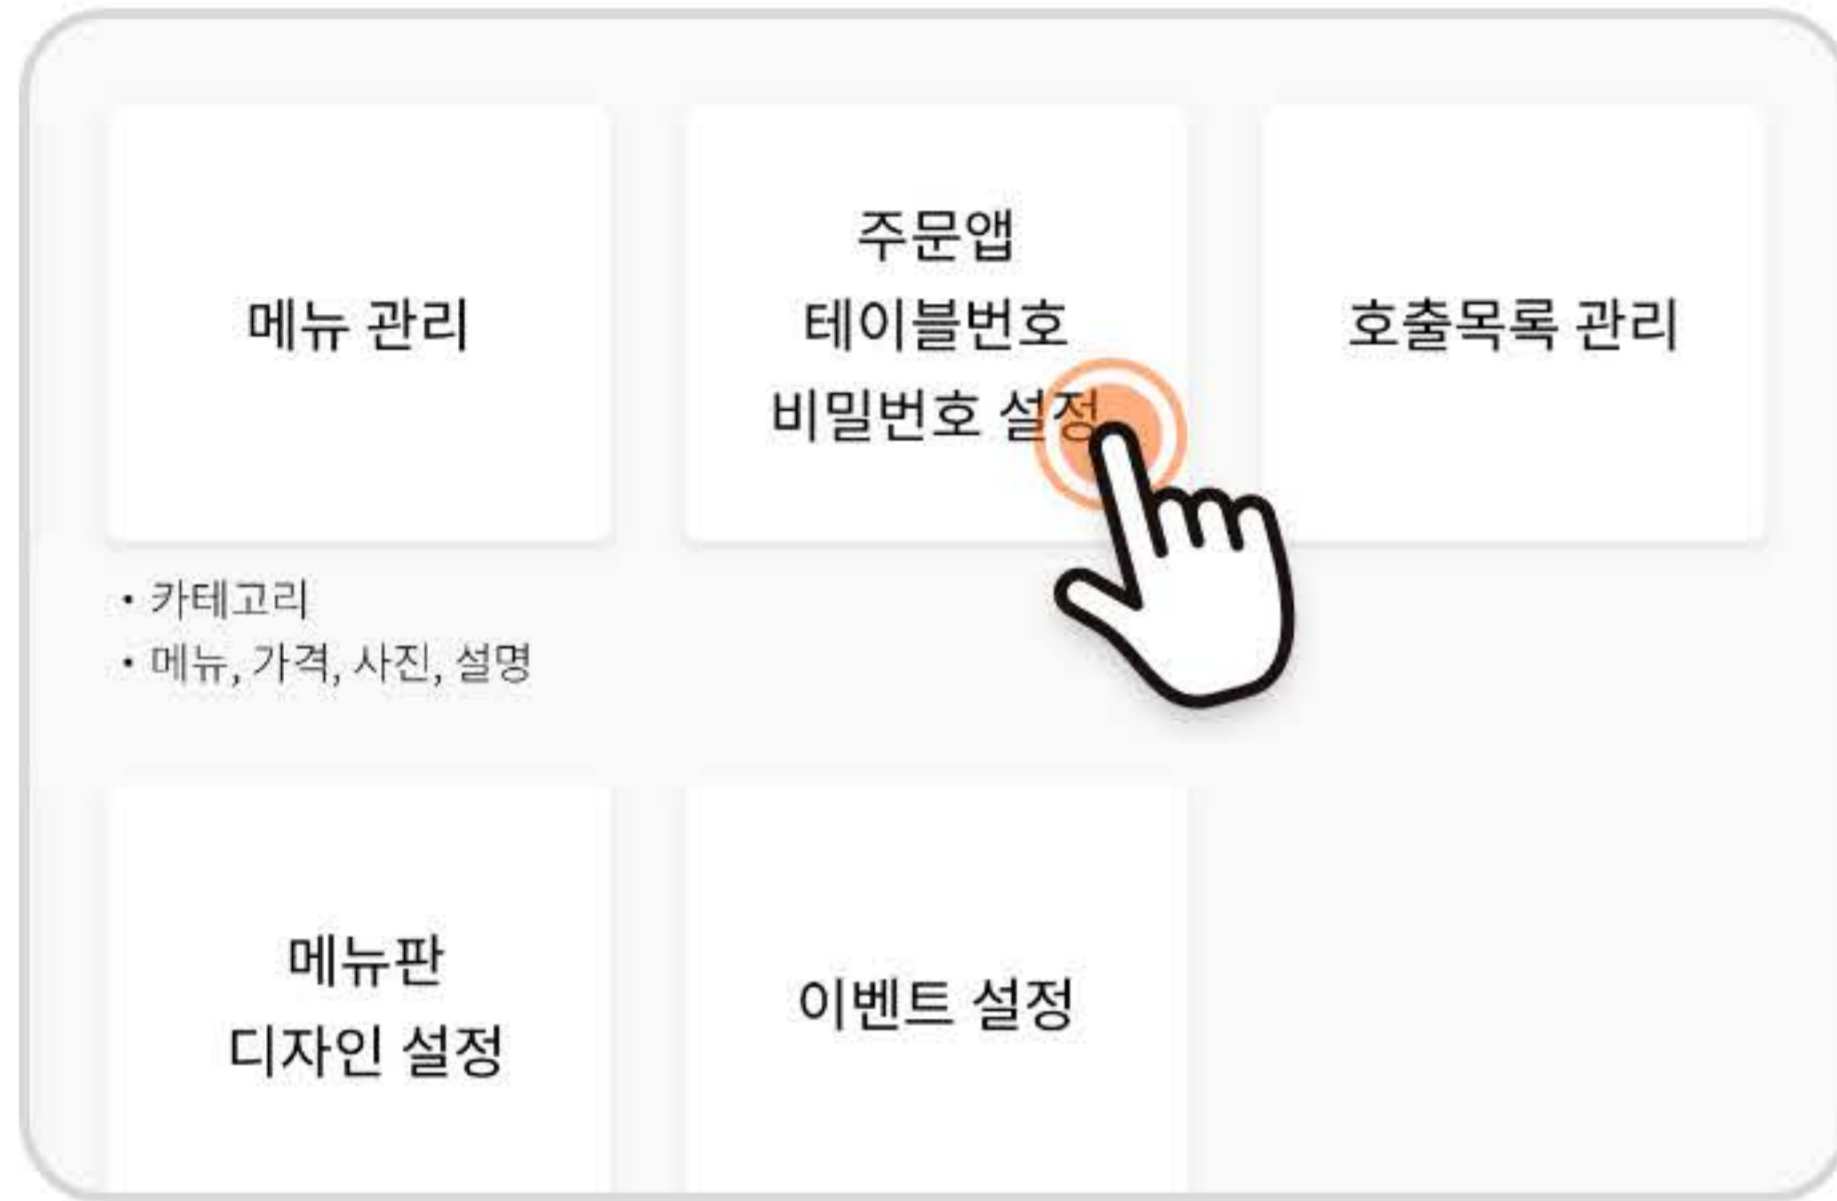 메뉴 관리
주문앱
테이블번호
비밀번호 설정
호출목록 관리
• 카테고리
• 메뉴, 가격, 사진, 설명
메뉴판
디자인 설정
이벤트 설정